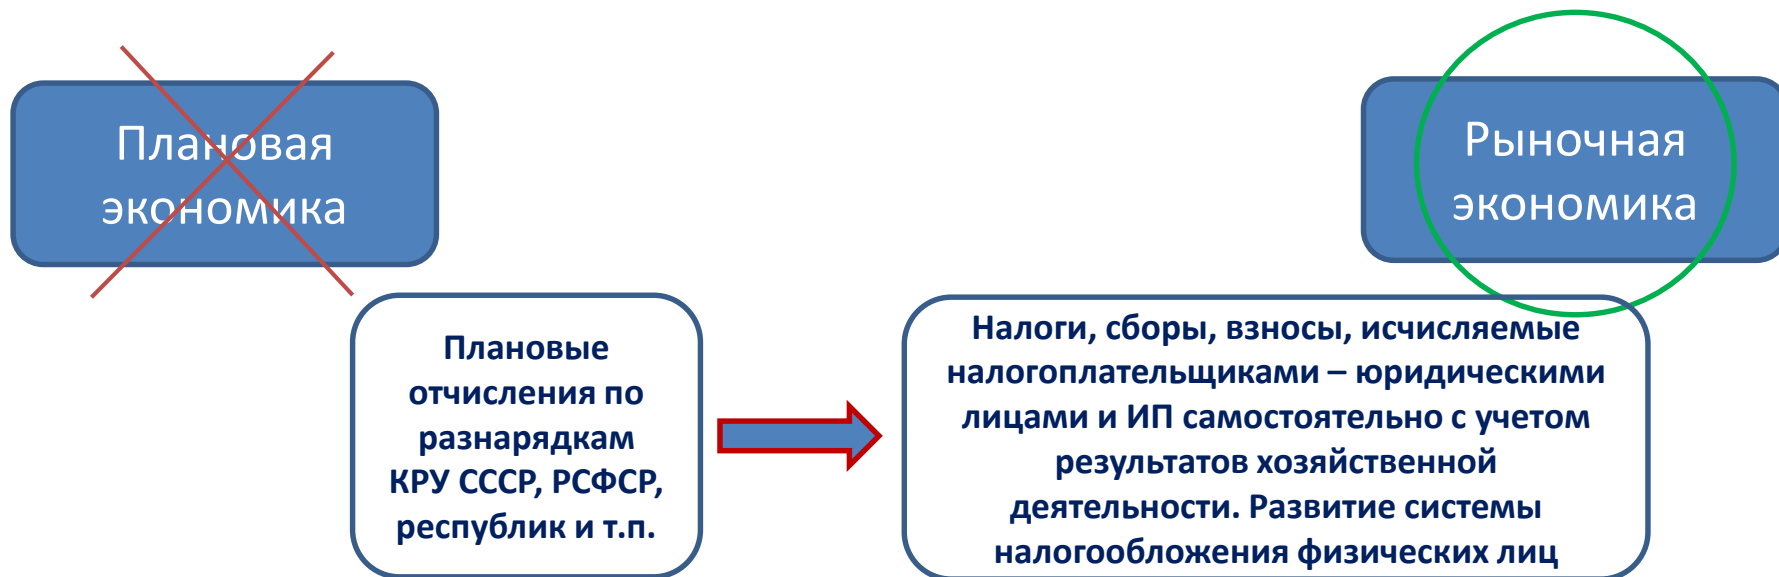 Плановая
экономика
Рыночная
экономика
Плановые
отчисления по
разнарядкам
КРУ СССР, РСФСР,
республик и т.п.
Налоги, сборы, взносы, исчисляемые
налогоплательщиками – юридическими
лицами и ИП самостоятельно с учетом
результатов хозяйственной
деятельности. Развитие системы
налогообложения физических лиц